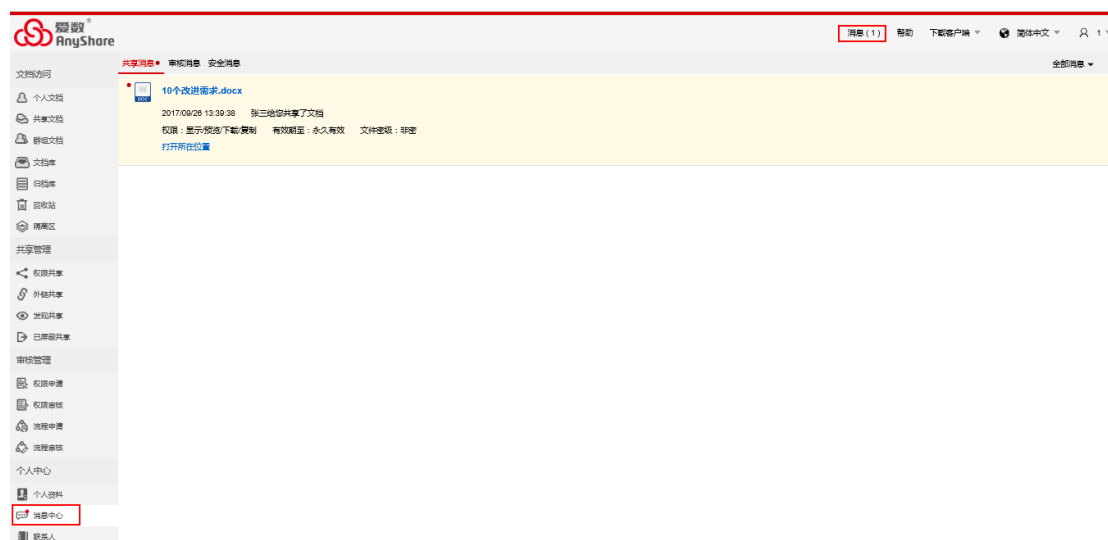 爱数®
AnyShare
消息(1) 帮助 下载客户端 简体中文 1
文档访问
个人文档
共享文档
群组文档
文档库
归档库
回收站
隔离区
共享管理
权限共享
外链共享
发现共享
已屏蔽共享
审核管理
权限申请
权限审核
流程申请
流程审核
个人中心
个人资料
消息中心
联系人
共享消息 审核消息 安全消息 全部消息
W
DOC
10个改进需求.docx
2017/09/26 13:39:38 张三给您共享了文档
权限:显示/预览/下载/复制 有效期至:永久有效 文件密级:非密
打开所在位置